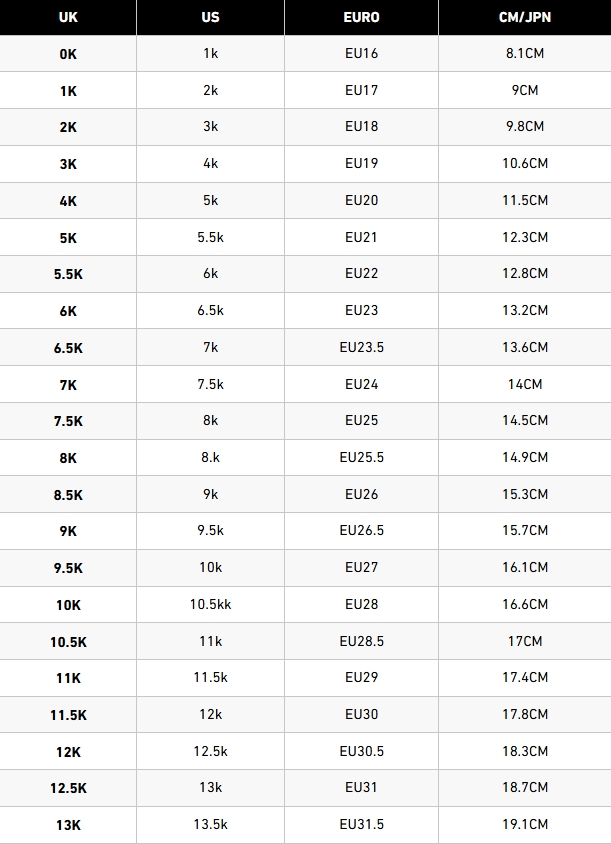 UK US EURO CM/JPN
0K 1k EU16 8.1CM
1K 2k EU17 9CM
2K 3k EU18 9.8CM
3K 4k EU19 10.6CM
4K 5k EU20 11.5CM
5K 5.5k EU21 12.3CM
5.5K 6k EU22 12.8CM
6K 6.5k EU23 13.2CM
6.5K 7k EU23.5 13.6CM
7K 7.5k EU24 14CM
7.5K 8k EU25 14.5CM
8K 8.k EU25.5 14.9CM
8.5K 9k EU26 15.3CM
9K 9.5k EU26.5 15.7CM
9.5K 10k EU27 16.1CM
10K 10.5kk EU28 16.6CM
10.5K 11k EU28.5 17CM
11K 11.5k EU29 17.4CM
11.5K 12k EU30 17.8CM
12K 12.5k EU30.5 18.3CM
12.5K 13k EU31 18.7CM
13K 13.5k EU31.5 19.1CM